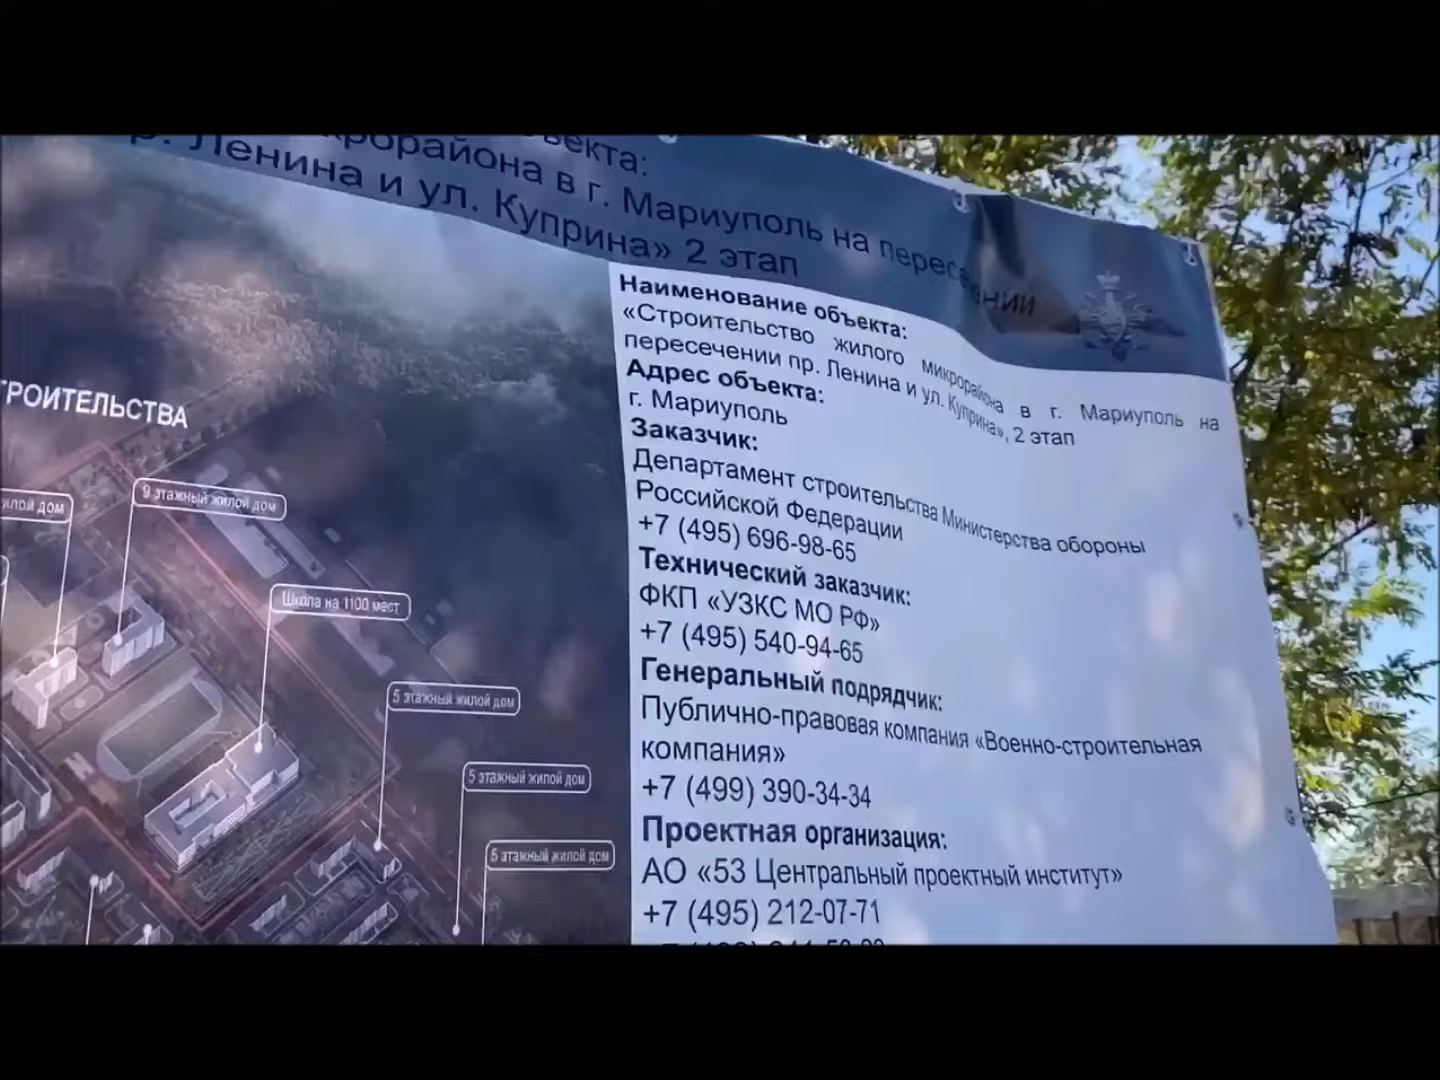 объекта:
микрорайона в г. Мариуполь на пересечении
пр. Ленина и ул. Куприна» 2 этап
Наименование объекта:
«Строительство жилого микрорайона в г. Мариуполь на
пересечении пр. Ленина и ул. Куприна», 2 этап
Адрес объекта:
г. Мариуполь
Заказчик:
Департамент строительства Министерства обороны
Российской Федерации
+7 (495) 696-98-65
Технический заказчик:
ФКП «УЗКС МО РФ»
+7 (495) 540-94-65
Генеральный подрядчик:
Публично-правовая компания «Военно-строительная
компания»
+7 (499) 390-34-34
Проектная организация:
АО «53 Центральный проектный институт»
+7 (495) 212-07-71
ТРОИТЕЛЬСТВА
жилой дом
9 этажный жилой дом
Школа на 1100 мест
5 этажный жилой дом
5 этажный жилой дом
5 этажный жилой дом